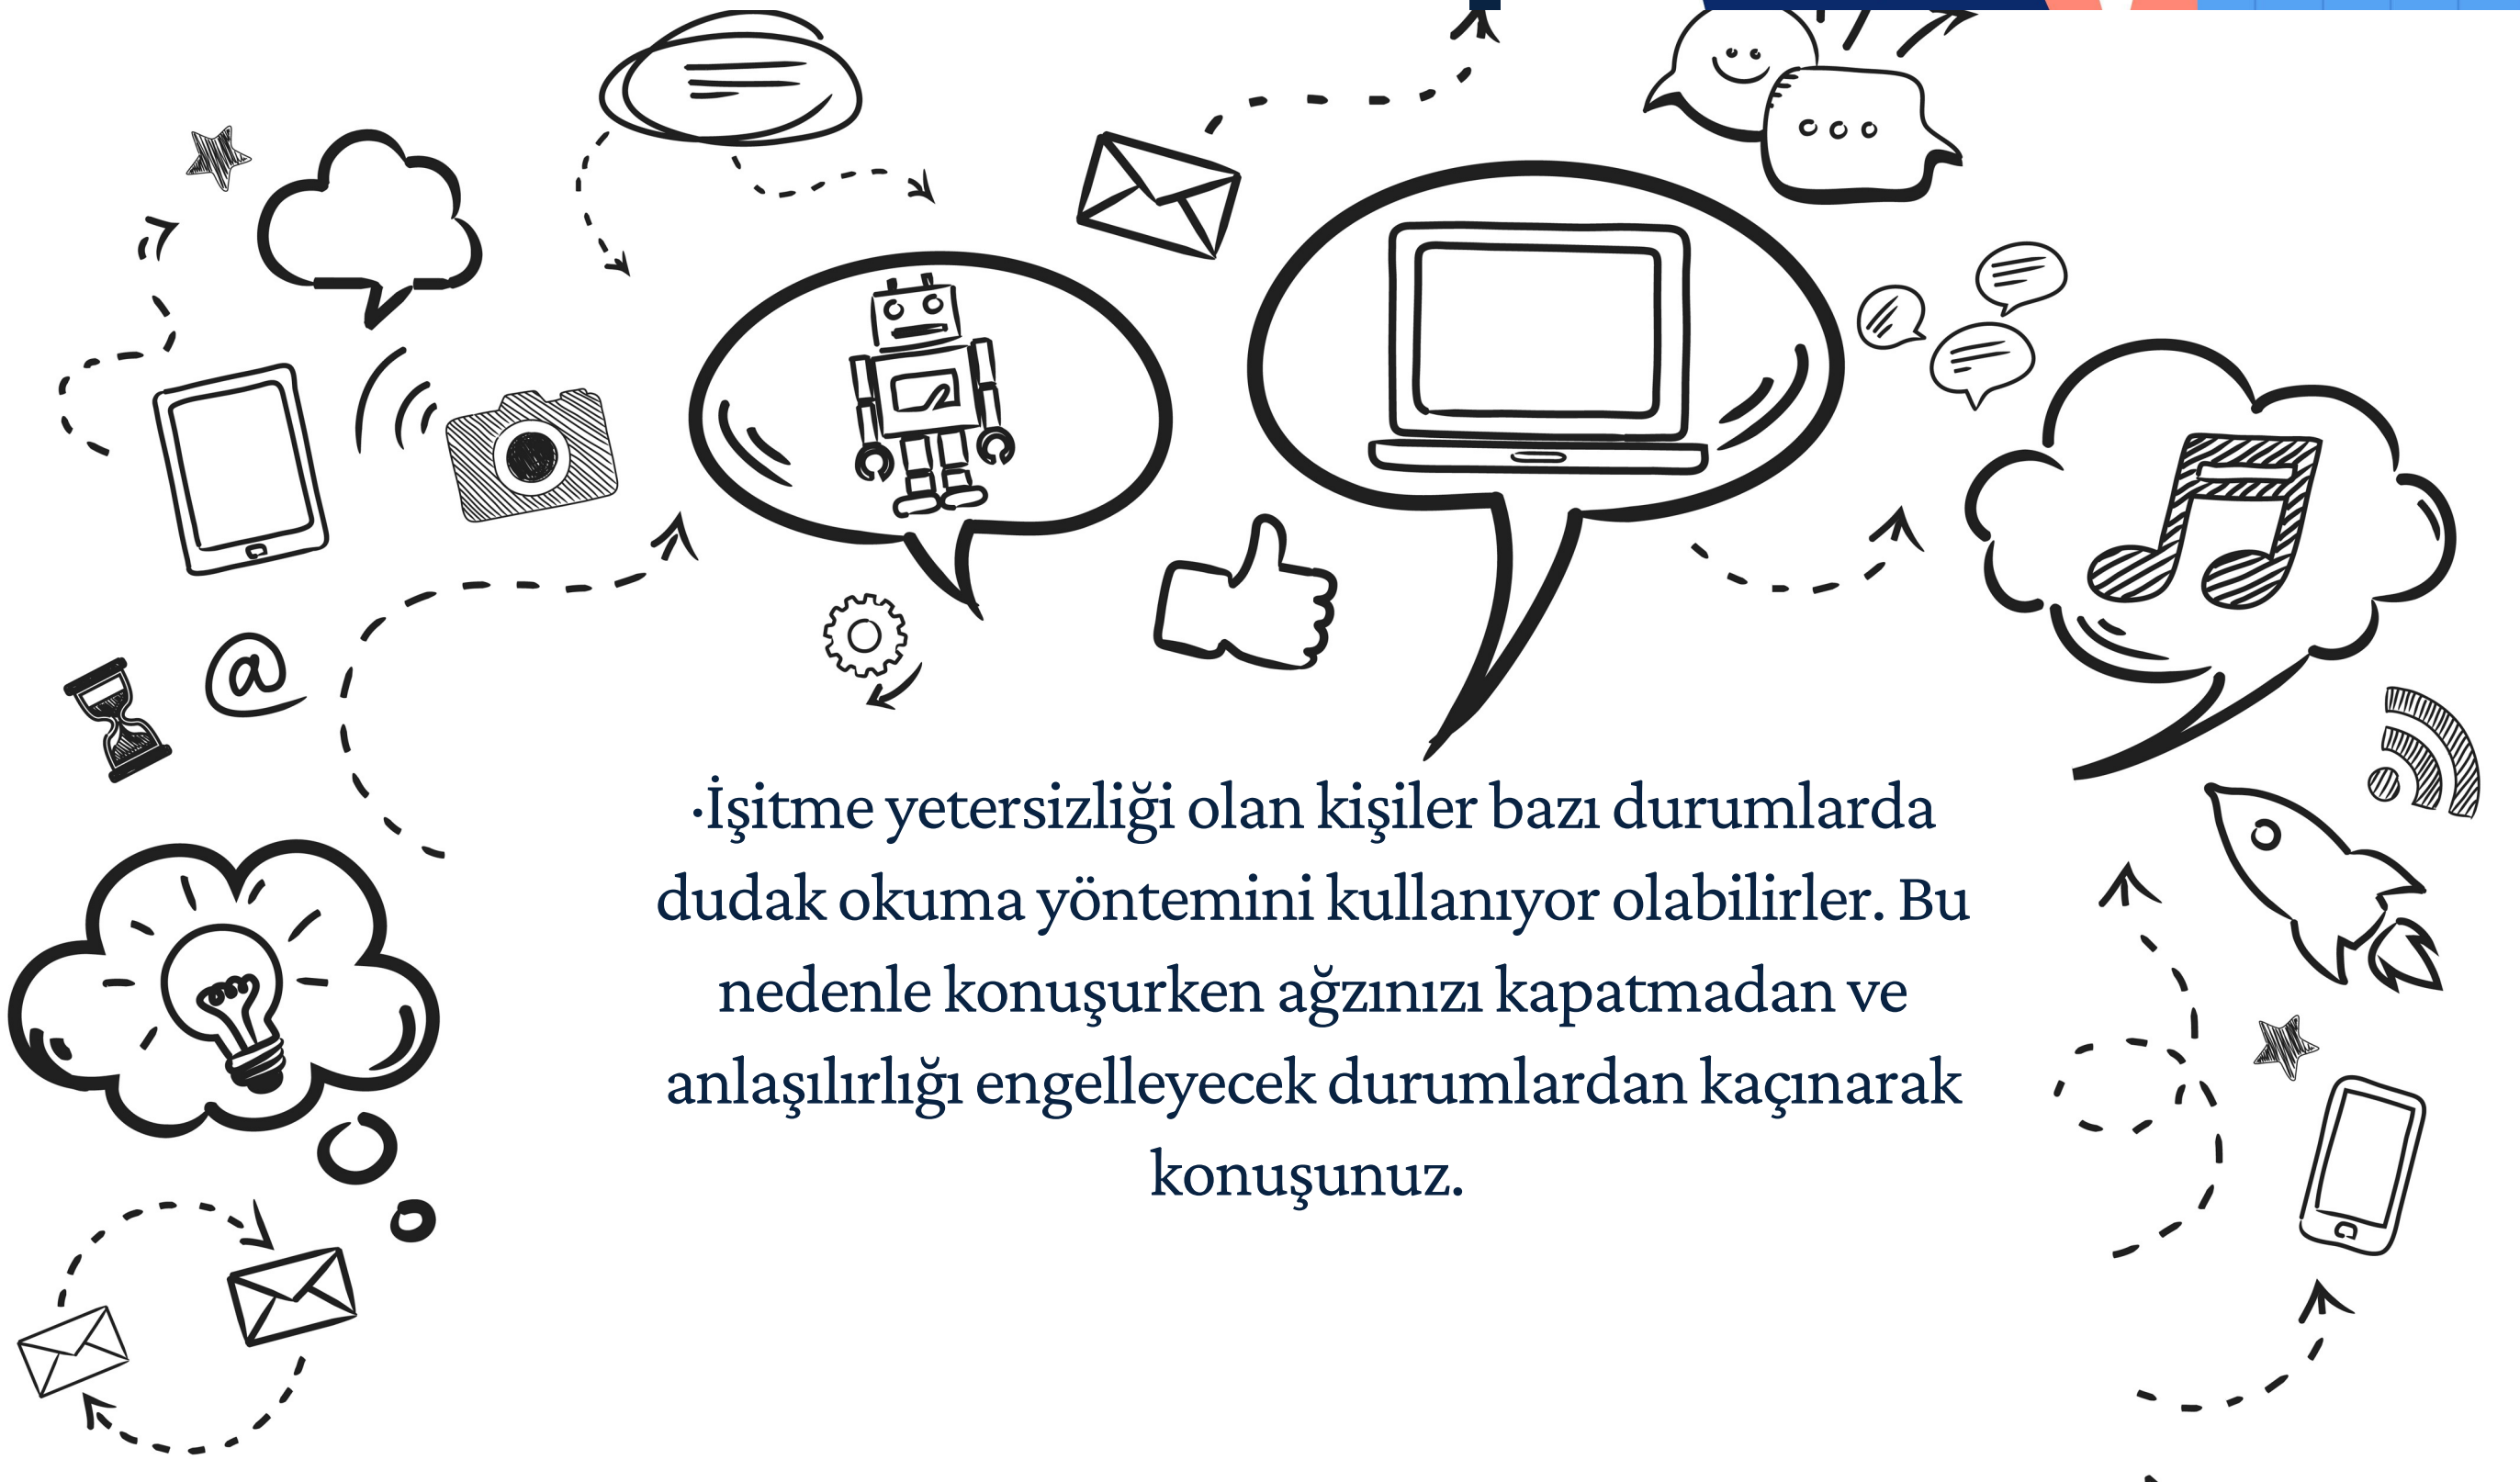 @
·İşitme yetersizliği olan kişiler bazı durumlarda
dudak okuma yöntemini kullanıyor olabilirler. Bu
nedenle konuşurken ağzınızı kapatmadan ve
anlaşılırlığı engelleyecek durumlardan kaçınarak
konuşunuz.